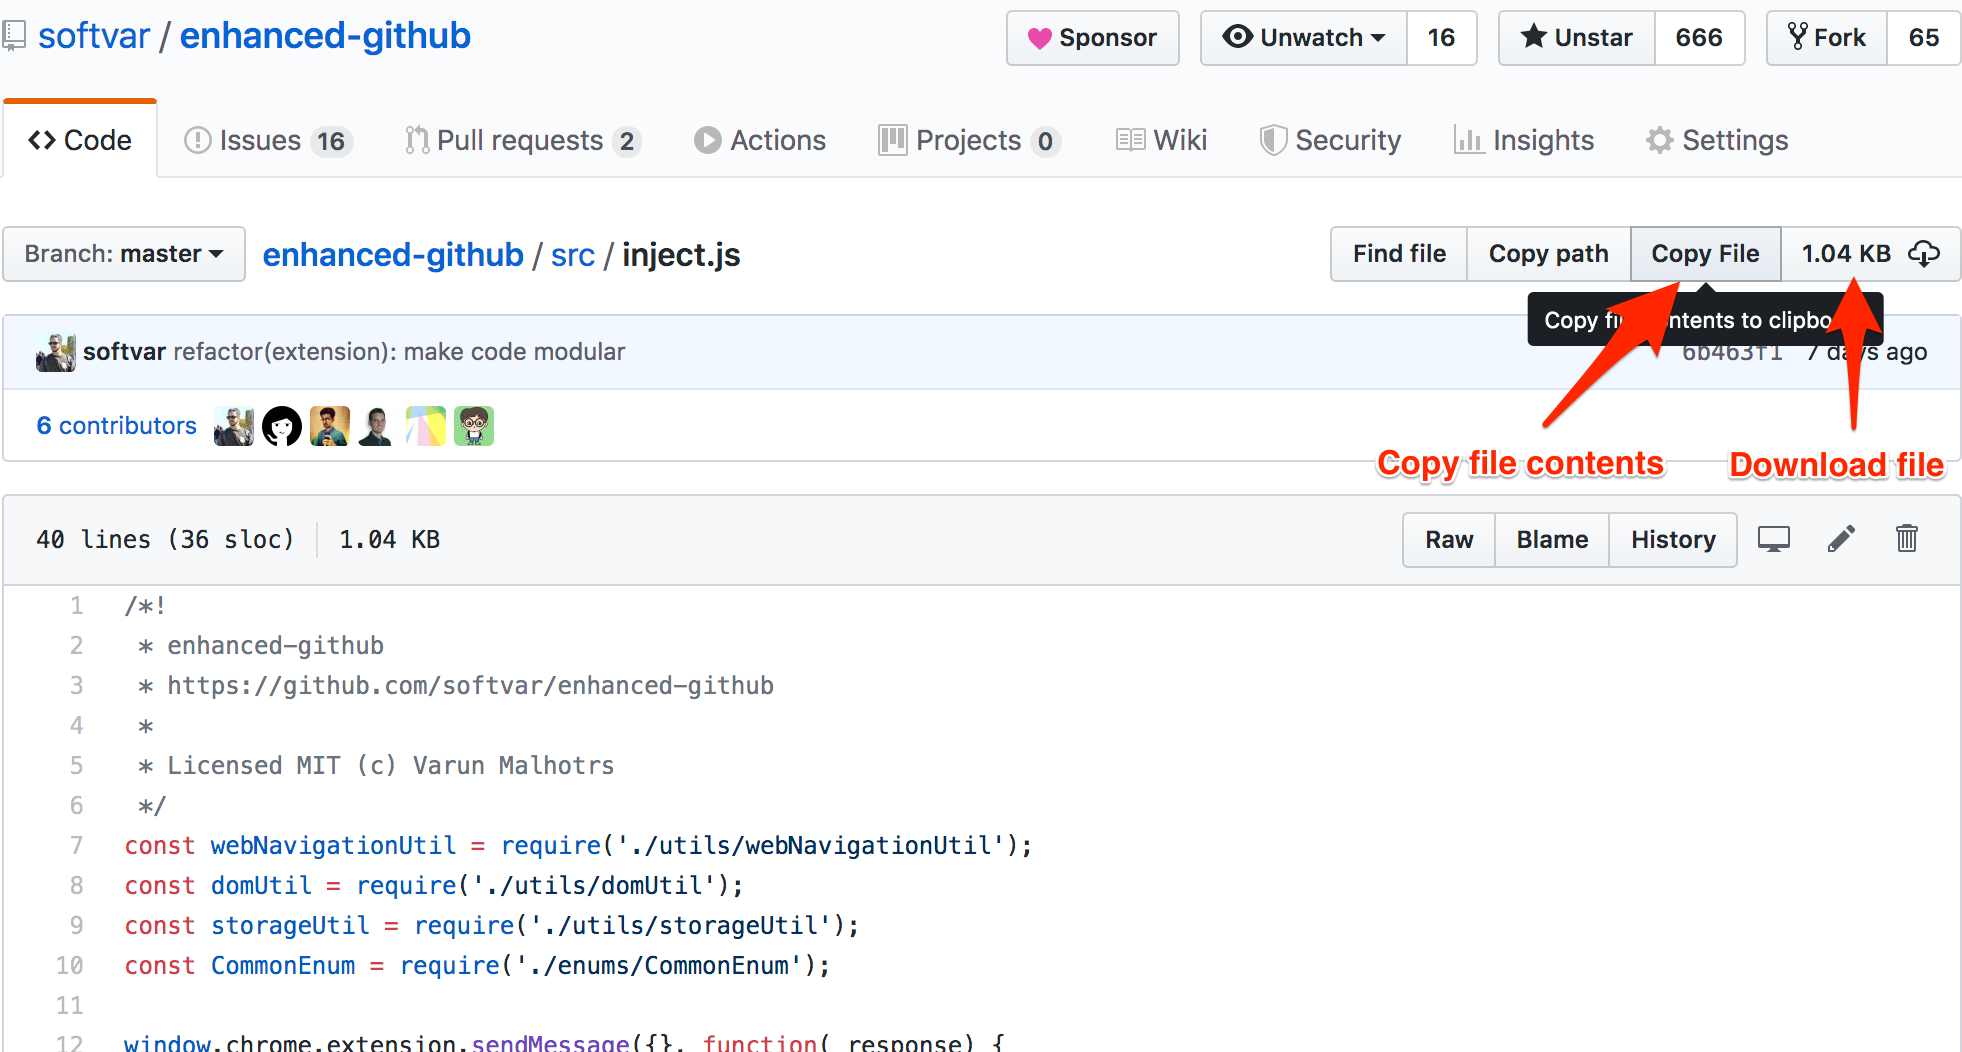 softvar / enhanced-github Sponsor Unwatch 16 Unstar 666 Fork 65
Code Issues 16 Pull requests 2 Actions Projects 0 Wiki Security Insights Settings
Branch: master enhanced-github / src / inject.js Find file Copy path Copy File 1.04 KB
Copy to clipbo
softvar refactor(extension): make code modular 6b463f1 7 days ago
6 contributors
Copy file contents Download file
40 lines (36 sloc) 1.04 KB Raw Blame History
1 /*!
2 * enhanced-github
3 * https://github.com/softvar/enhanced-github
4 *
5 * Licensed MIT (c) Varun Malhotrs
6 */
7 const webNavigationUtil = require('./utils/webNavigationUtil');
8 const domUtil = require('./utils/domUtil');
9 const storageUtil = require('./utils/storageUtil');
10 const CommonEnum = require('./enums/CommonEnum');
11
12 window.chrome.extension.sendMessage({}, function( response) {